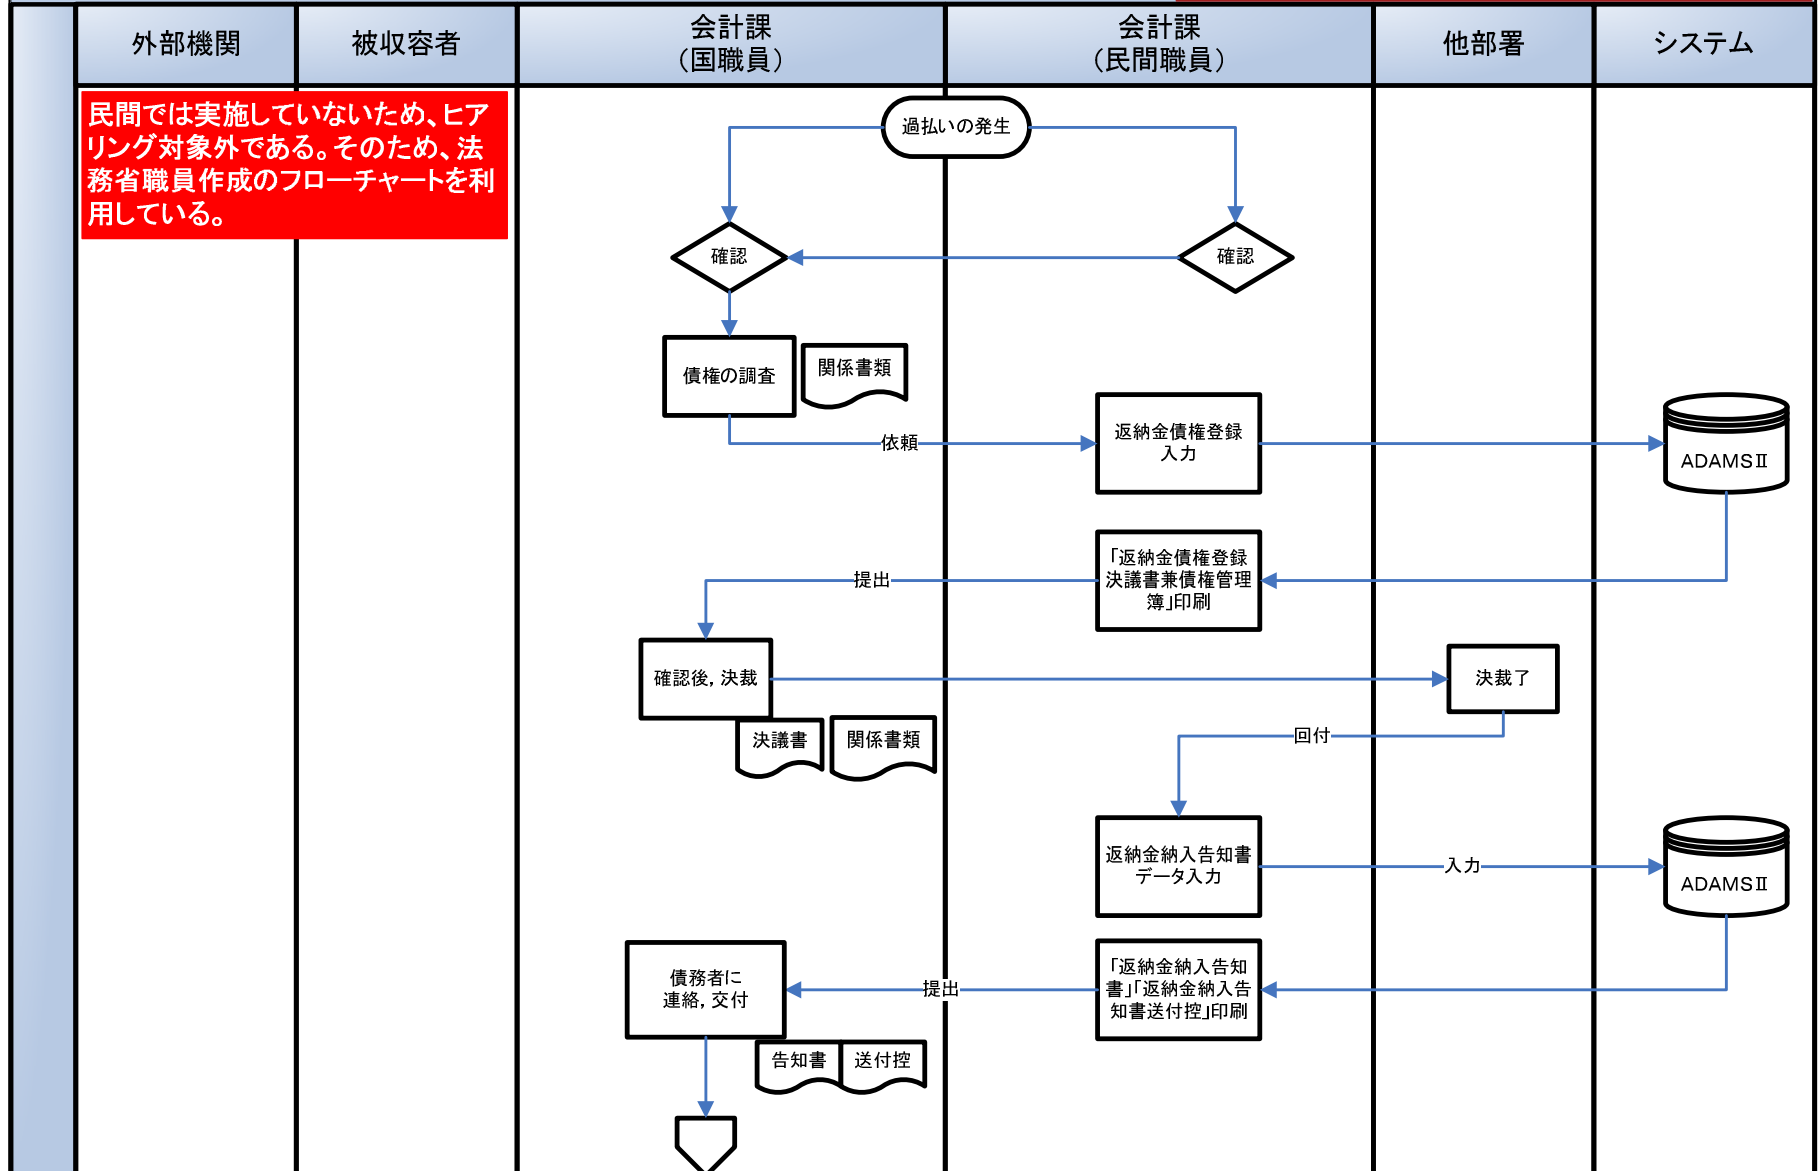 外部機関
被収容者
会計課
（国職員）
会計課
（民間職員）
他部署
システム
民間では実施していないため、ヒア
リング対象外である。そのため、法
務省職員作成のフローチャートを利
用している。
過払いの発生
確認
確認
債権の調査
関係書類
依頼
返納金債権登録
入力
ADAMSⅡ
「返納金債権登録
決議書兼債権管理
簿」印刷
提出
確認後，決裁
決裁了
決議書
関係書類
回付
返納金納入告知書
データ入力
入力
ADAMSⅡ
債務者に
連絡，交付
提出
「返納金納入告知
書」「返納金納入告
知書送付控」印刷
告知書
送付控